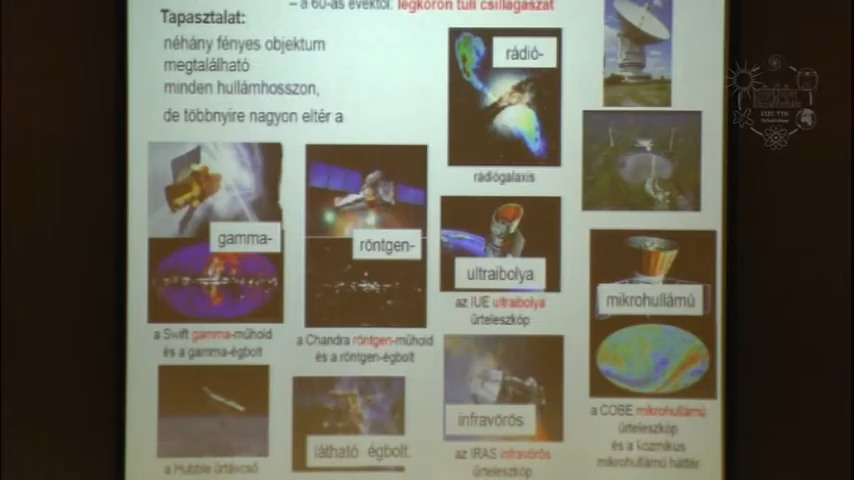 – a 60-as évektől: légkörön túli csillagászat
Tapasztalat:
néhány fényes objektum
megtalálható
minden hullámhosszon,
de többnyire nagyon eltér a
rádió-
rádiógalaxis
gamma-
a Swift gamma-műhold
és a gamma-égbolt
röntgen-
a Chandra röntgen-műhold
és a röntgen-égbolt
ultraibolya
az IUE ultraibolya
űrteleszkóp
mikrohullámú
a COBE mikrohullámú
űrteleszkóp
és a kozmikus
mikrohullámú háttér
a Hubble űrtávcső
látható égbolt
infravörös
az IRAS infravörös
űrteleszkóp